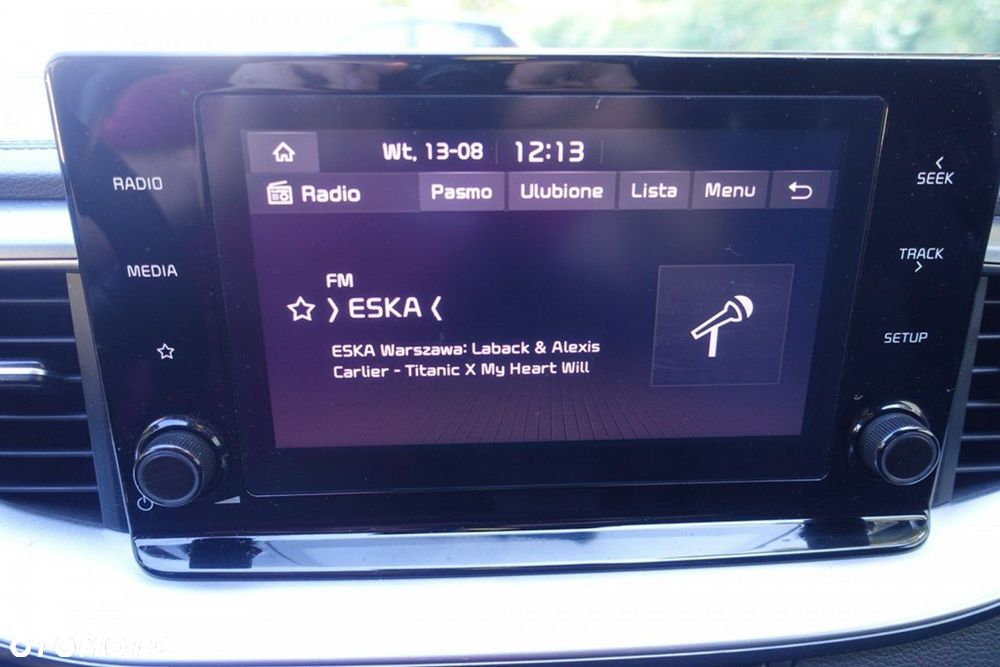 Wt, 13-08 12:13
Radio Pasmo Ulubione Lista Menu
RADIO
MEDIA
SEEK
TRACK
SETUP
FM
ESKA
ESKA Warszawa: Laback & Alexis
Carlier - Titanic X My Heart Will
OTOMOTO